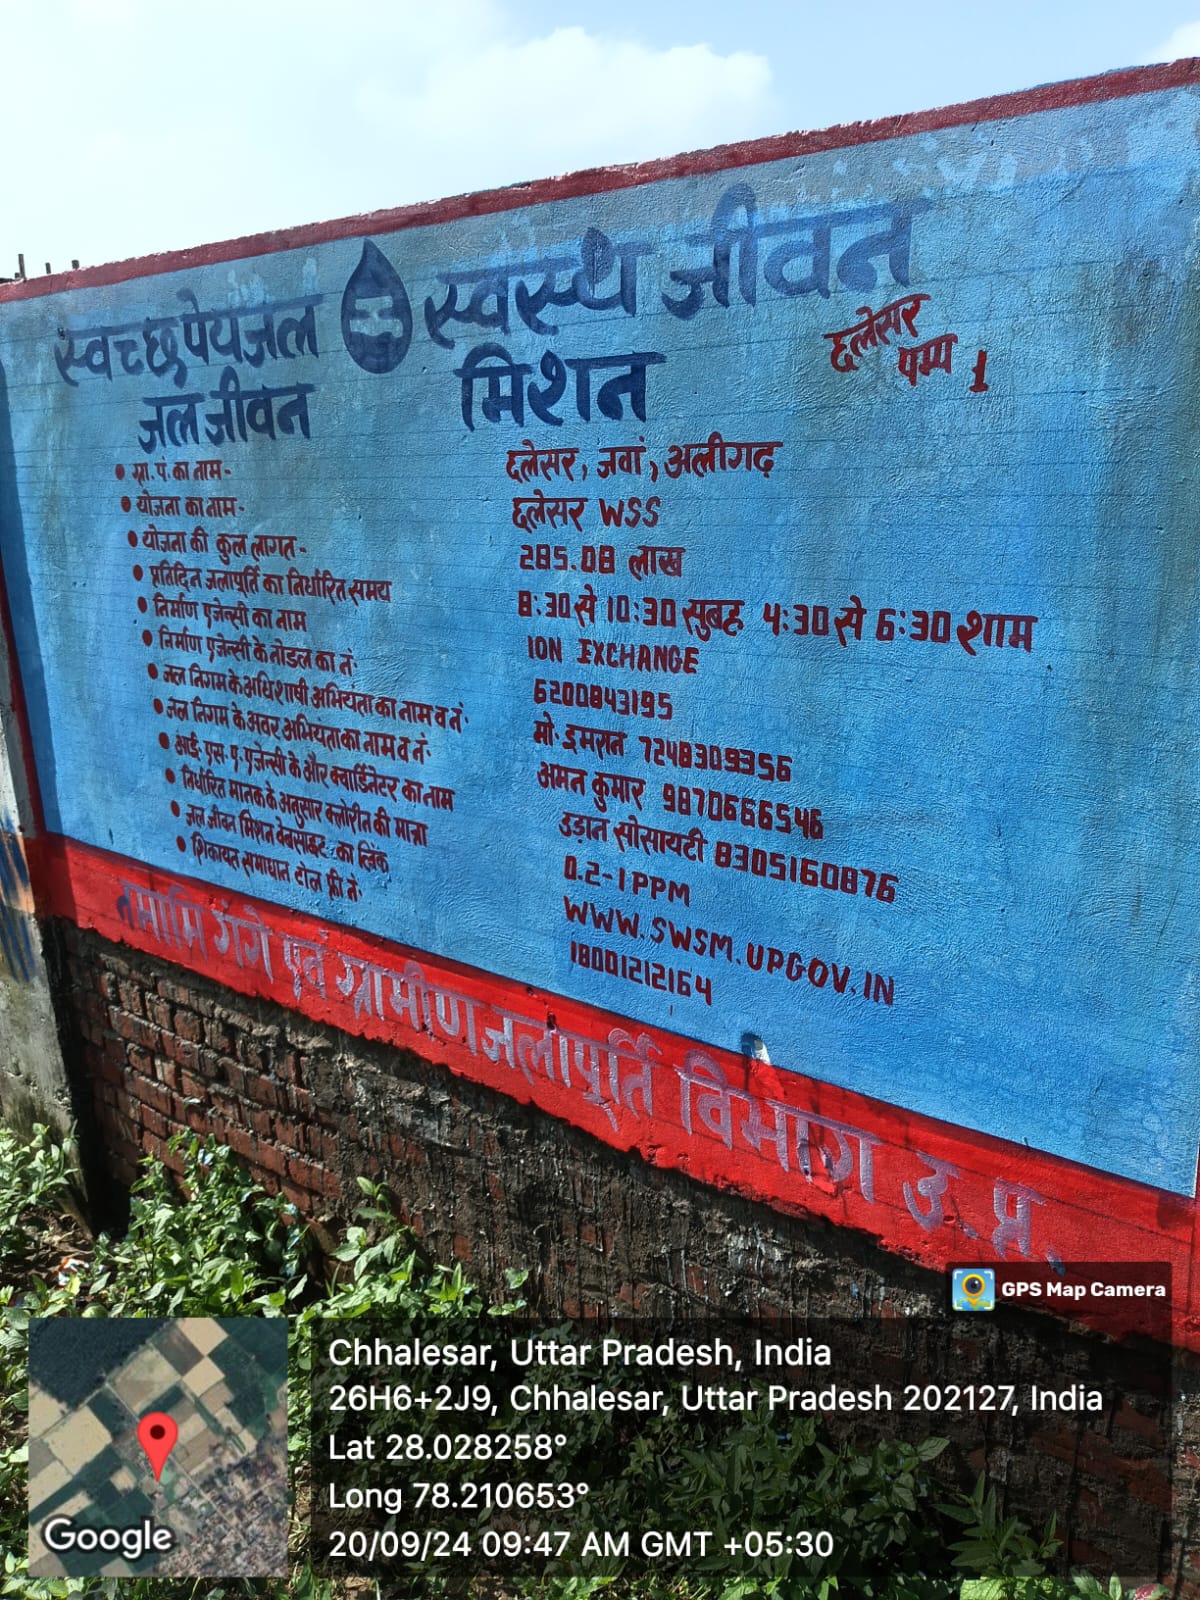 स्वच्छ पेयजल स्वस्थ जीवन
जल जीवन मिशन
छलेसर
पम्प 1
• ग्रा. पं. का नाम- छलेसर, जवां, अलीगढ़
• योजना का नाम- छलेसर WSS
• योजना की कुल लागत- 285.08 लाख
• प्रतिदिन जलापूर्ति का निर्धारित समय 8:30 से 10:30 सुबह 4:30 से 6:30 शाम
• निर्माण एजेन्सी का नाम ION EXCHANGE
• निर्माण एजेन्सी के नोडल का नं· 6200843195
• जल निगम के अधिशाषी अभियंता का नाम व नं· मो· इमरान 7248309356
• जल निगम के अवर अभियंता का नाम व नं· अमन कुमार 9870666546
• आई· एस· ए· एजेन्सी के और क्वार्डिनेटर का नाम उड़ान सोसायटी 8305160876
• निर्धारित मानक के अनुसार क्लोरीन की मात्रा 0.2-1 PPM
• जल जीवन मिशन वेबसाइट का लिंक WWW.SWSM.UPGOV.IN
• शिकायत समाधान टोल फ्री नं· 18001212164
नमामि गंगे एवं ग्रामीण जलापूर्ति विभाग उ. प्र.
GPS Map Camera
Chhalesar, Uttar Pradesh, India
26H6+2J9, Chhalesar, Uttar Pradesh 202127, India
Lat 28.028258°
Long 78.210653°
20/09/24 09:47 AM GMT +05:30
Google